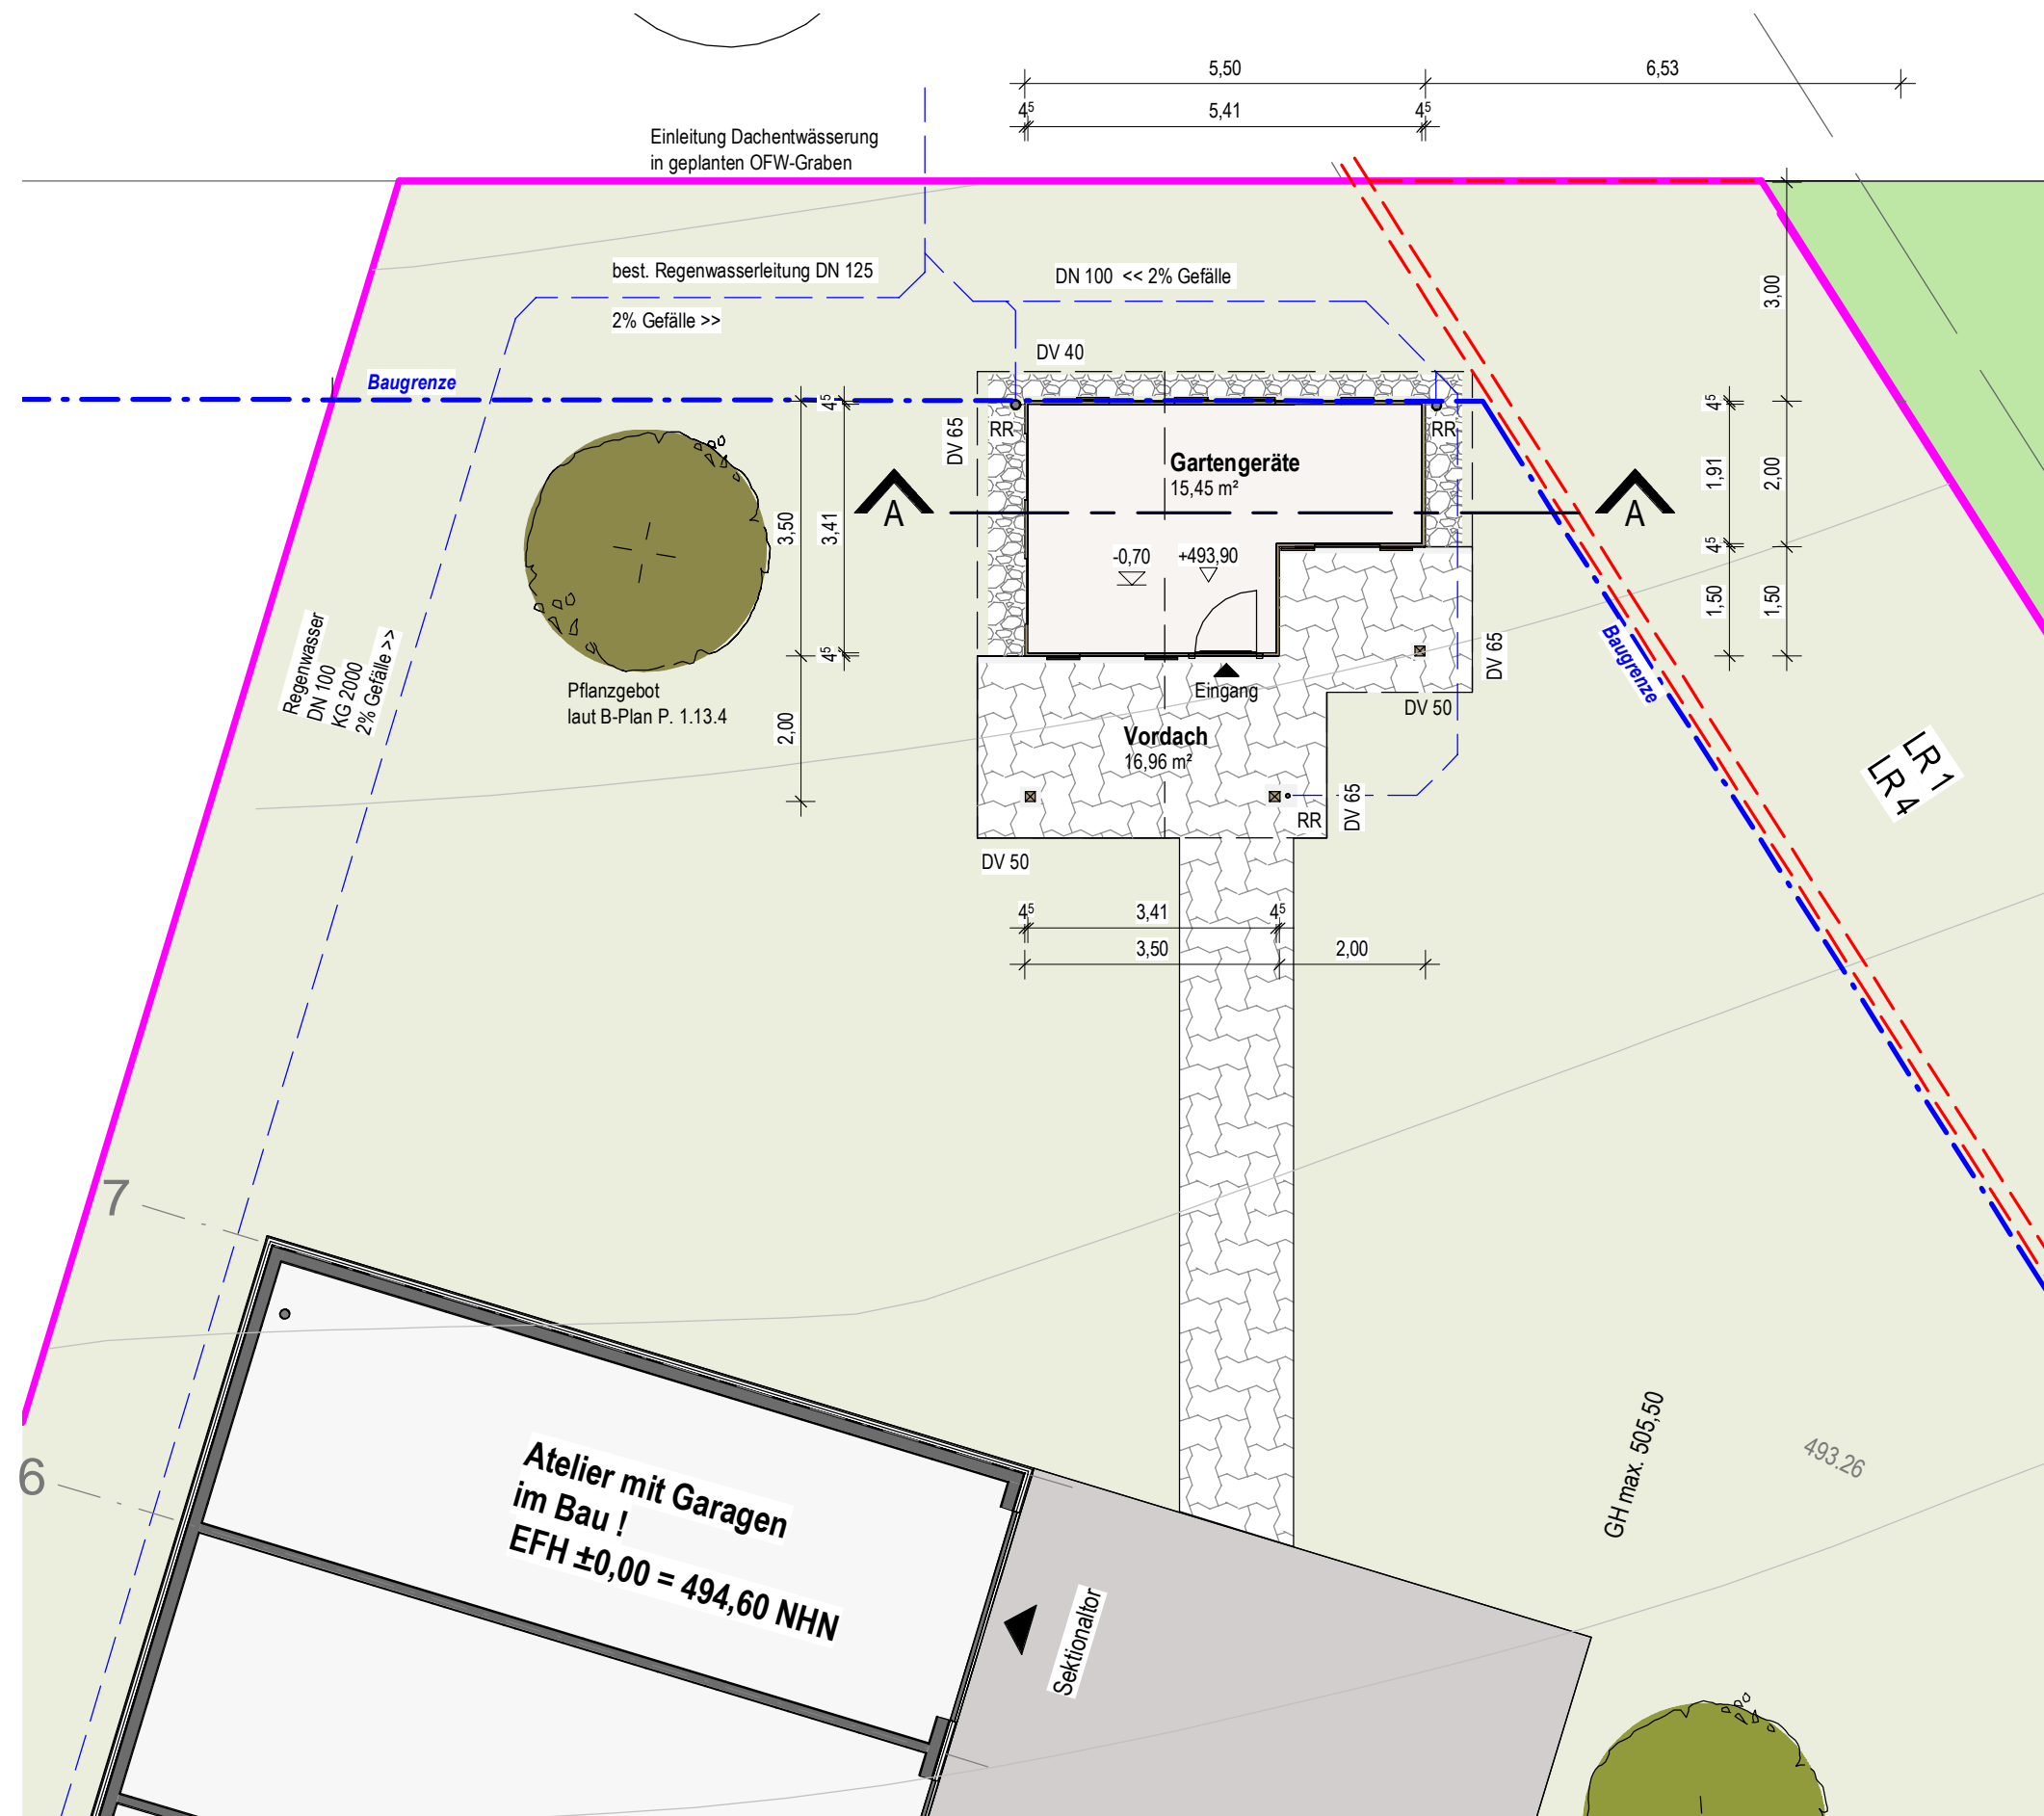 5,50
6,53
4⁵
5,41
4⁵
Einleitung Dachentwässerung
in geplanten OFW-Graben
best. Regenwasserleitung DN 125
2% Gefälle >>
DN 100 << 2% Gefälle
3,00
DV 40
Baugrenze
4⁵
4⁵
DV 65
RR
RR
Gartengeräte
15,45 m²
A
A
3,50
3,41
1,91
2,00
-0,70
+493,90
4⁵
1,50
1,50
4⁵
Regenwasser
DN 100
KG 2000
2% Gefälle >>
Pflanzgebot
laut B-Plan P. 1.13.4
2,00
Eingang
DV 65
DV 50
Baugrenze
Vordach
16,96 m²
RR
DV 65
LR 1
LR 4
DV 50
4⁵
3,41
4⁵
3,50
2,00
7
6
Atelier mit Garagen
im Bau !
EFH ±0,00 = 494,60 NHN
Sektionaltor
GH max. 505,50
493.26